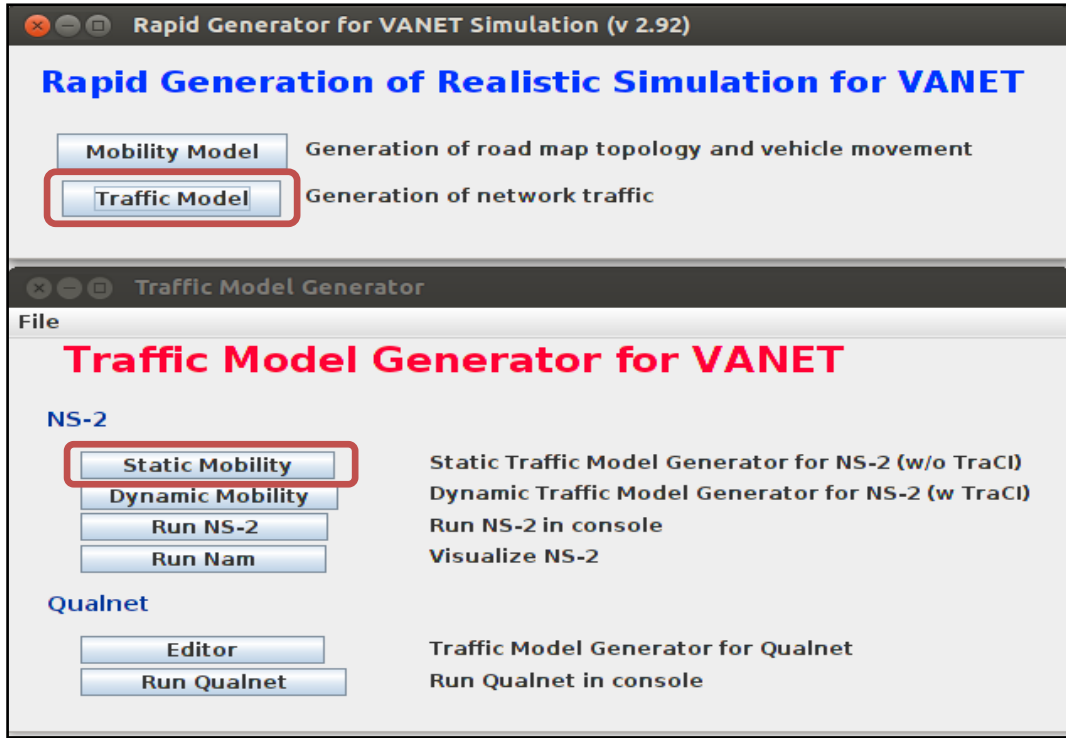 Rapid Generator for VANET Simulation (v 2.92)
Rapid Generation of Realistic Simulation for VANET
Mobility Model Generation of road map topology and vehicle movement
Traffic Model Generation of network traffic
Traffic Model Generator
File
Traffic Model Generator for VANET
NS-2
Static Mobility Static Traffic Model Generator for NS-2 (w/o TraCI)
Dynamic Mobility Dynamic Traffic Model Generator for NS-2 (w TraCI)
Run NS-2 Run NS-2 in console
Run Nam Visualize NS-2
Qualnet
Editor Traffic Model Generator for Qualnet
Run Qualnet Run Qualnet in console